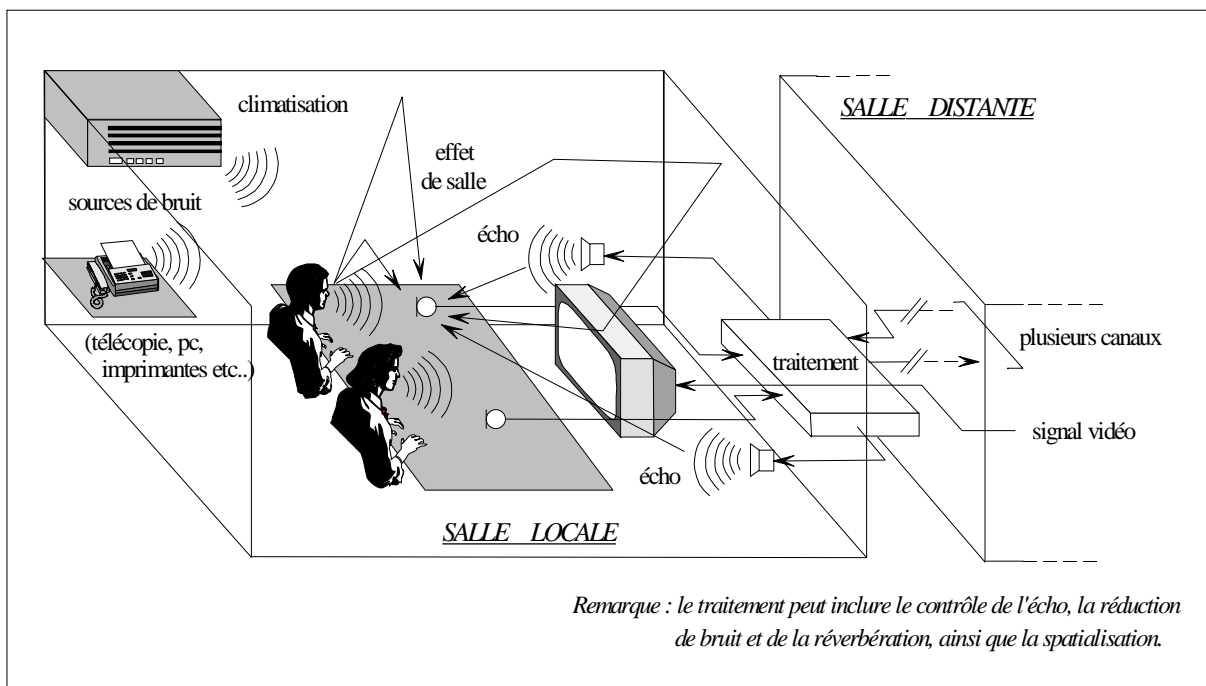 climatisation
SALLE DISTANTE
effet
de salle
sources de bruit
écho
(télécopie, pc,
imprimantes etc..)
traitement
plusieurs canaux
signal vidéo
écho
SALLE LOCALE
Remarque : le traitement peut inclure le contrôle de l'écho, la réduction
de bruit et de la réverbération, ainsi que la spatialisation.